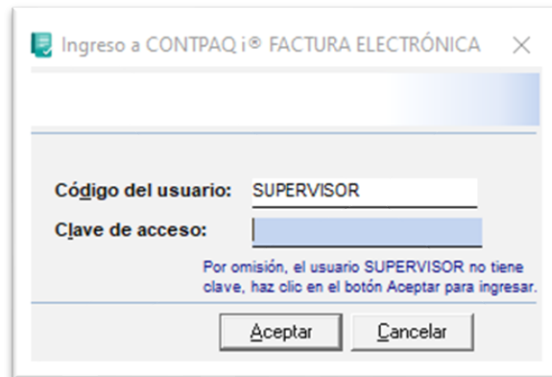 Ingreso a CONTPAQ i® FACTURA ELECTRÓNICA
Código del usuario: SUPERVISOR
Clave de acceso:
Por omisión, el usuario SUPERVISOR no tiene
clave, haz clic en el botón Aceptar para ingresar.
Aceptar Cancelar